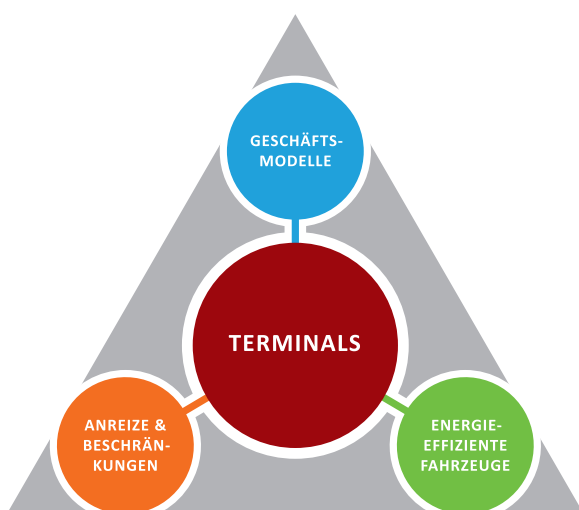 GESCHÄFTS-
MODELLE
TERMINALS
ANREIZE &
BESCHRÄN-
KUNGEN
ENERGIE-
EFFIZIENTE
FAHRZEUGE